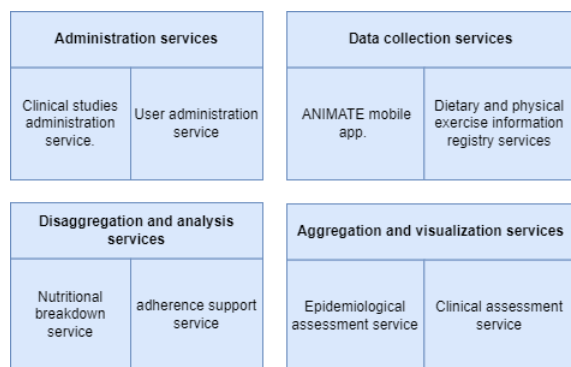 Administration services
Clinical studies
administration
service.
User administration
service
Data collection services
ANIMATE mobile
app.
Dietary and physical
exercise information
registry services
Disaggregation and analysis
services
Nutritional
breakdown
service
adherence support
service
Aggregation and visualization services
Epidemiological
assessment service
Clinical assessment
service